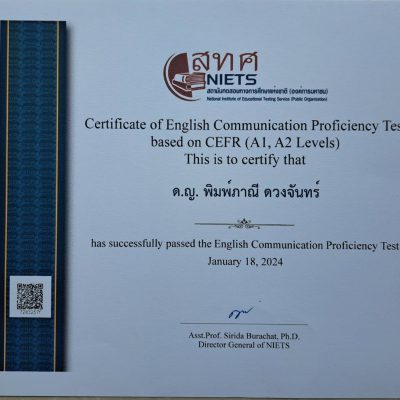 สทศ
NIETS
สถาบันทดสอบทางการศึกษาแห่งชาติ (องค์การมหาชน)
National Institute of Educational Testing Service (Public Organization)
Certificate of English Communication Proficiency Tes
based on CEFR (A1, A2 Levels)
This is to certify that
ด.ญ. พิมพ์ภาณี ดวงจันทร์
has successfully passed the English Communication Proficiency Test
January 18, 2024
Asst.Prof. Sirida Burachat, Ph.D.
Director General of NIETS